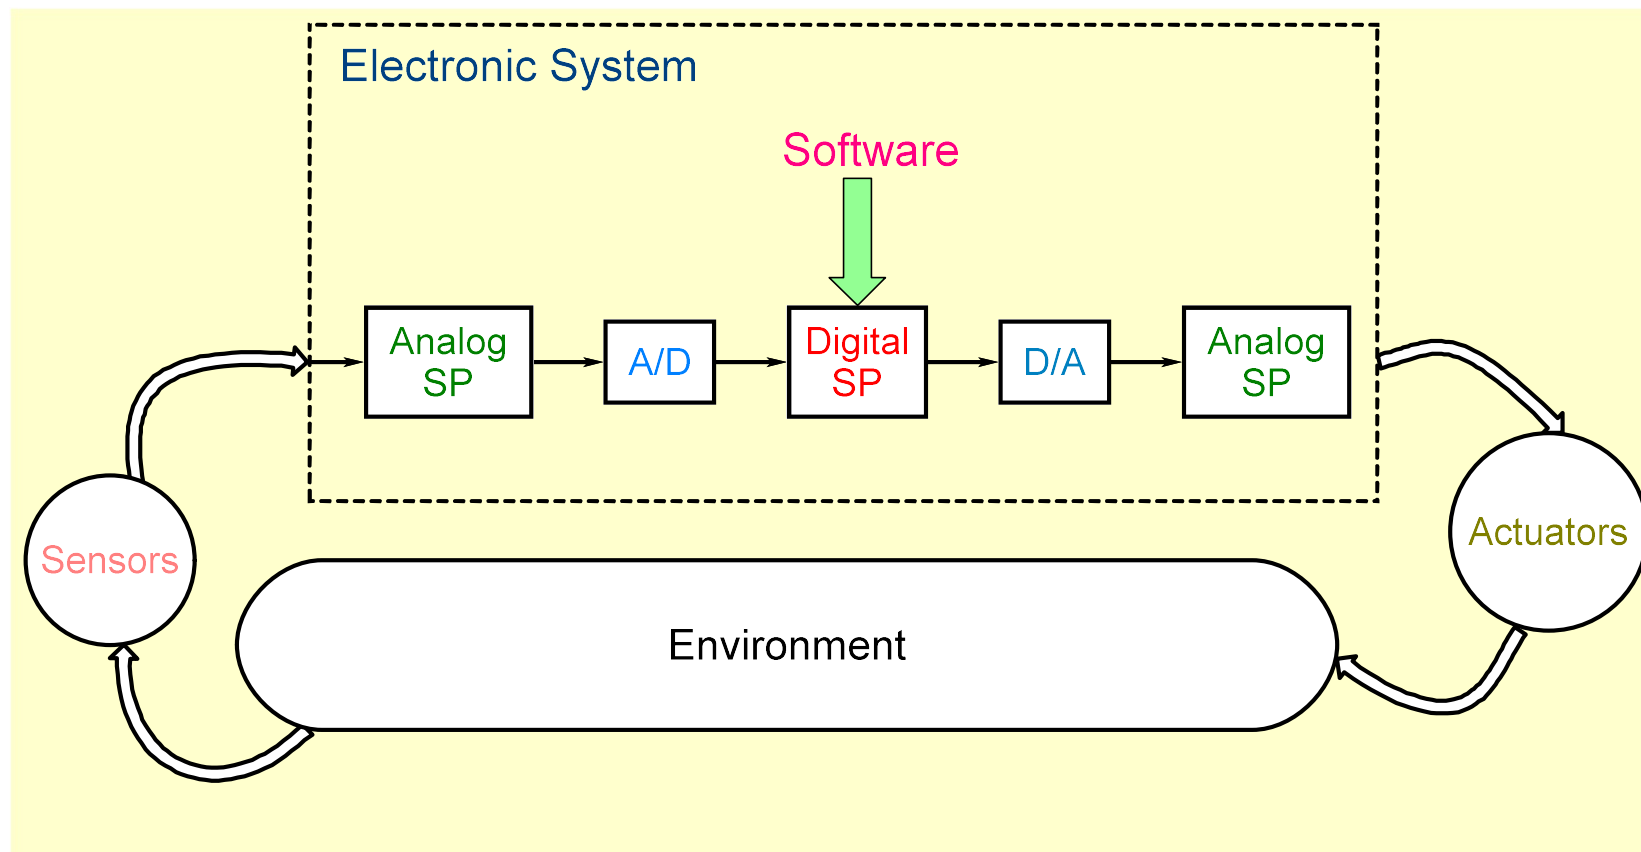 Electronic System
Software
Analog
SP
A/D
Digital
SP
D/A
Analog
SP
Sensors
Actuators
Environment